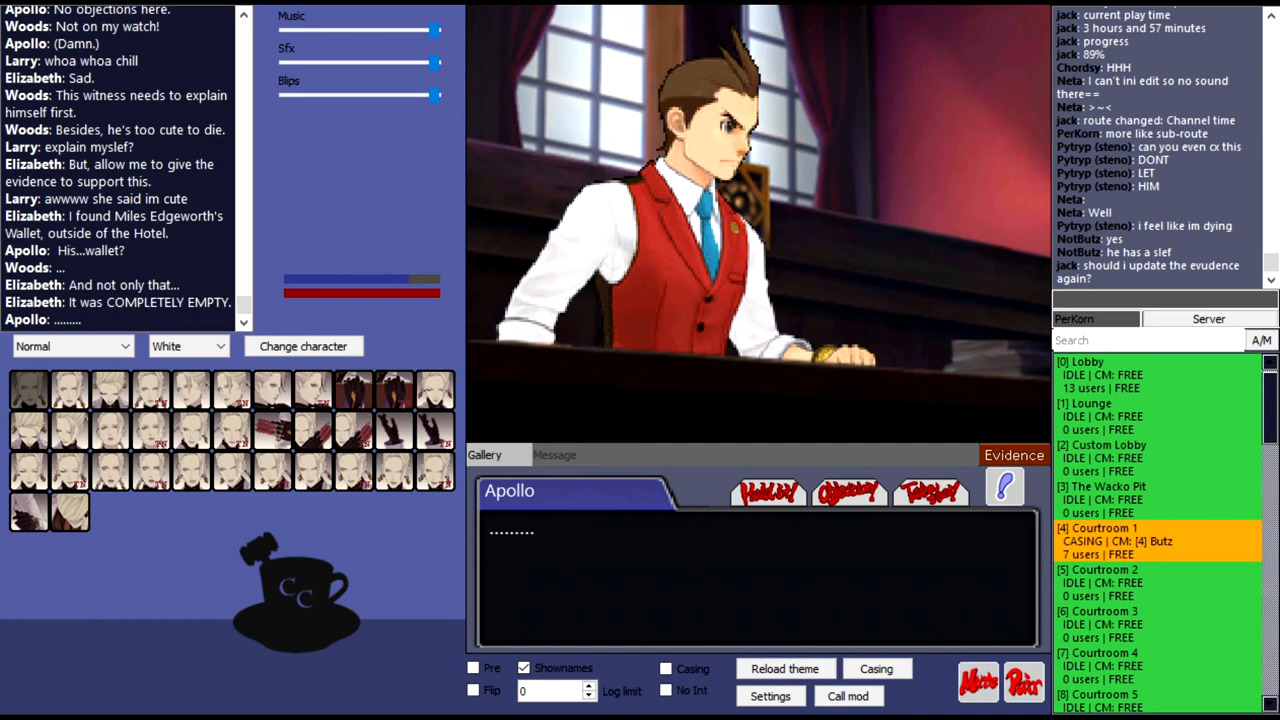 Apollo: No objections here.
Woods: Not on my watch!
Apollo: (Damn.)
Larry: whoa whoa chill
Elizabeth: Sad.
Woods: This witness needs to explain
himself first.
Woods: Besides, he's too cute to die.
Larry: explain myslef?
Elizabeth: But, allow me to give the
evidence to support this.
Larry: awwww she said im cute
Elizabeth: I found Miles Edgeworth's
Wallet, outside of the Hotel.
Apollo:  His...wallet?
Woods: ...
Elizabeth: And not only that...
Elizabeth: It was COMPLETELY EMPTY.
Apollo: .........
Normal
White
Change character
Music
Sfx
Blips
CC
Gallery
Message
Evidence
Apollo
Hold it!
Objection!
Take that!
!
.........
Pre
Shownames
Casing
Reload theme
Casing
Flip
0
Log limit
No Int
Settings
Call mod
Mute
Pair
jack: current play time
jack: 3 hours and 57 minutes
jack: progress
jack: 89%
Chordsy: HHH
Neta: I can't ini edit so no sound
there==
Neta: >~<
jack: route changed: Channel time
PerKorn: more like sub-route
Pytryp (steno): can you even cx this
Pytryp (steno): DONT
Pytryp (steno): LET
Pytryp (steno): HIM
Neta:
Neta: Well
Pytryp (steno): i feel like im dying
NotButz: yes
NotButz: he has a slef
jack: should i update the evudence
again?
PerKorn
Server
Search
A/M
[0] Lobby
IDLE | CM: FREE
13 users | FREE
[1] Lounge
IDLE | CM: FREE
0 users | FREE
[2] Custom Lobby
IDLE | CM: FREE
0 users | FREE
[3] The Wacko Pit
IDLE | CM: FREE
0 users | FREE
[4] Courtroom 1
CASING | CM: [4] Butz
7 users | FREE
[5] Courtroom 2
IDLE | CM: FREE
0 users | FREE
[6] Courtroom 3
IDLE | CM: FREE
0 users | FREE
[7] Courtroom 4
IDLE | CM: FREE
0 users | FREE
[8] Courtroom 5
IDLE | CM: FREE